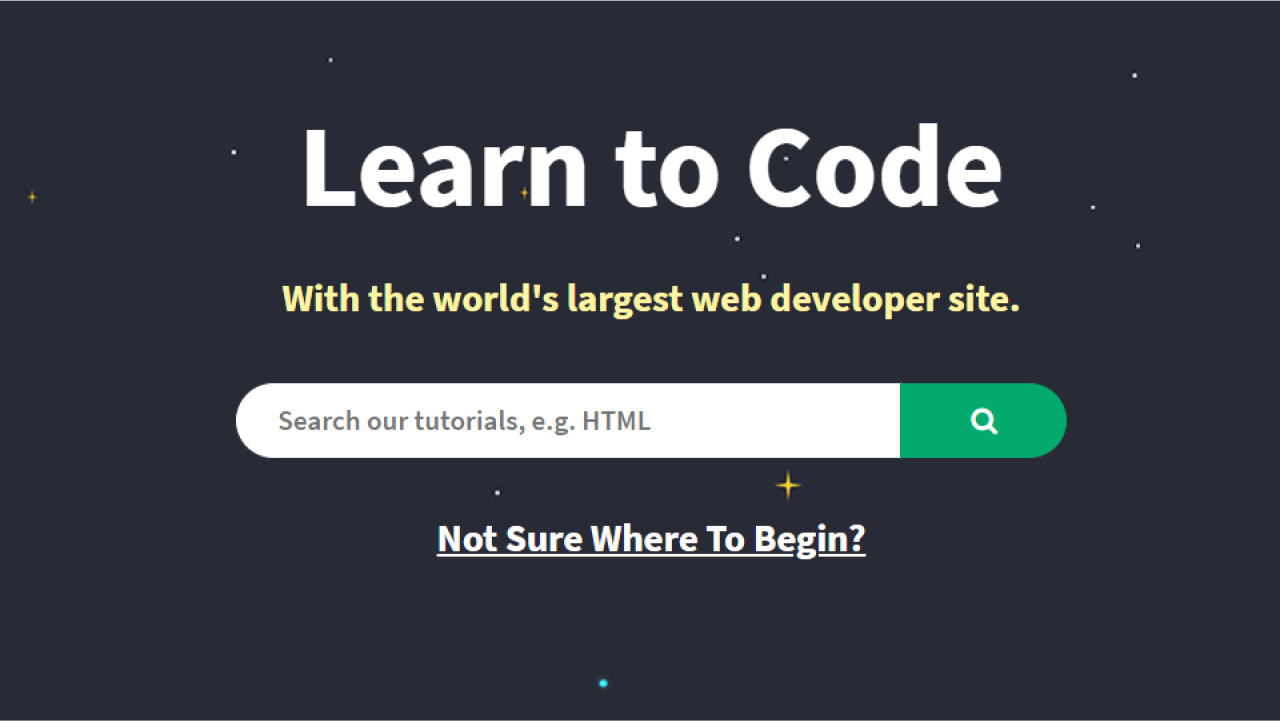 Learn to Code
With the world's largest web developer site.
Search our tutorials, e.g. HTML
Not Sure Where To Begin?